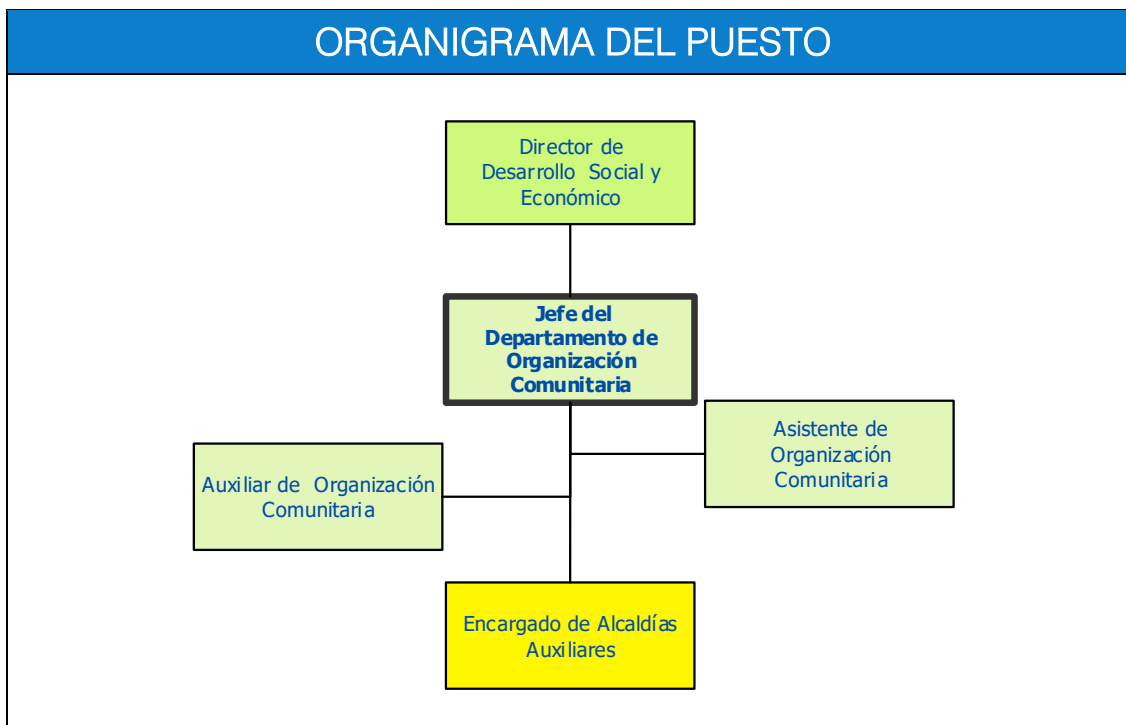 ORGANIGRAMA DEL PUESTO
Director de
Desarrollo Social y
Económico
Jefe del
Departamento de
Organización
Comunitaria
Asistente de
Organización
Comunitaria
Auxiliar de Organización
Comunitaria
Encargado de Alcaldías
Auxiliares